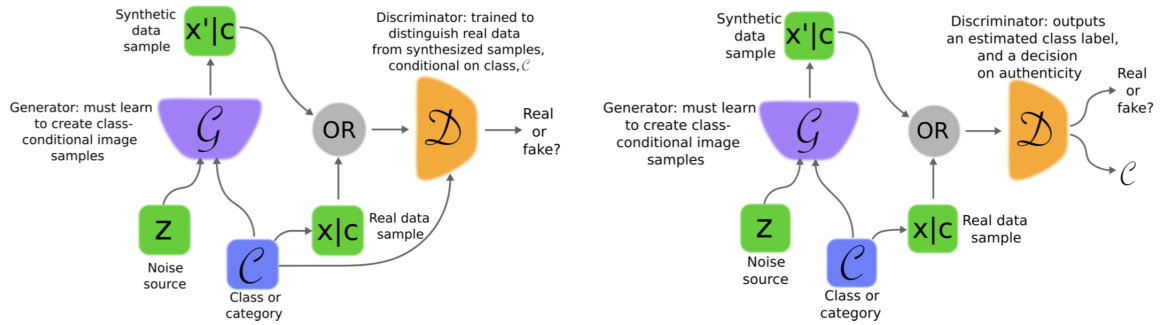 Synthetic
data
sample
x'|c
Discriminator: trained to
distinguish real data
from synthesized samples,
conditional on class, 𝒞
Generator: must learn
to create class-
conditional image
samples
𝒢
OR
𝒟
Real
or
fake?
z
Noise
source
𝒞
Class or
category
x|c
Real data
sample
Synthetic
data
sample
x'|c
Discriminator: outputs
an estimated class label,
and a decision
on authenticity
Generator: must learn
to create class-
conditional image
samples
𝒢
OR
𝒟
Real
or
fake?
𝒞
z
Noise
source
𝒞
Class or
category
x|c
Real data
sample